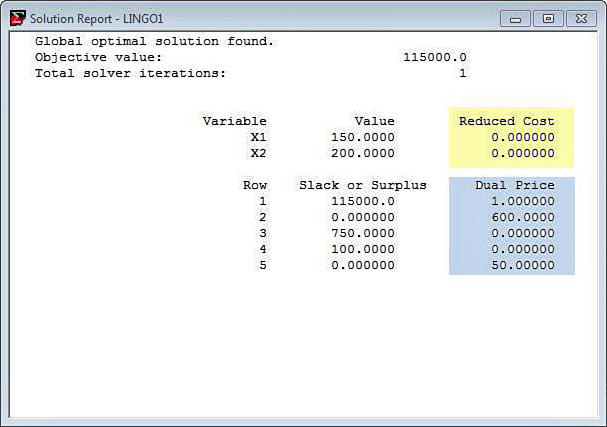 Solution Report - LINGO1
Global optimal solution found.
Objective value: 115000.0
Total solver iterations: 1
Variable Value Reduced Cost
X1 150.0000 0.000000
X2 200.0000 0.000000
Row Slack or Surplus Dual Price
1 115000.0 1.000000
2 0.000000 600.0000
3 750.0000 0.000000
4 100.0000 0.000000
5 0.000000 50.00000